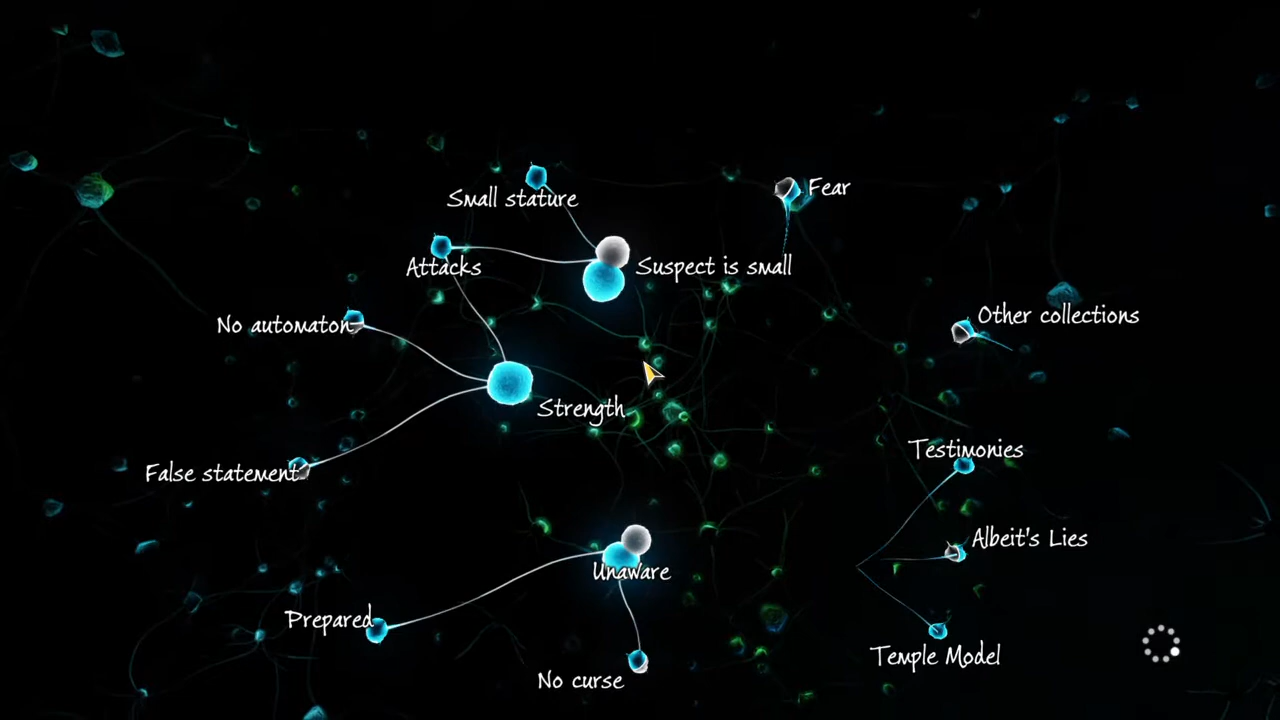 Fear
Small stature
Attacks
Suspect is small
Other collections
No automaton
Strength
Testimonies
False statement
Albeit's Lies
Unaware
Prepared
Temple Model
No curse